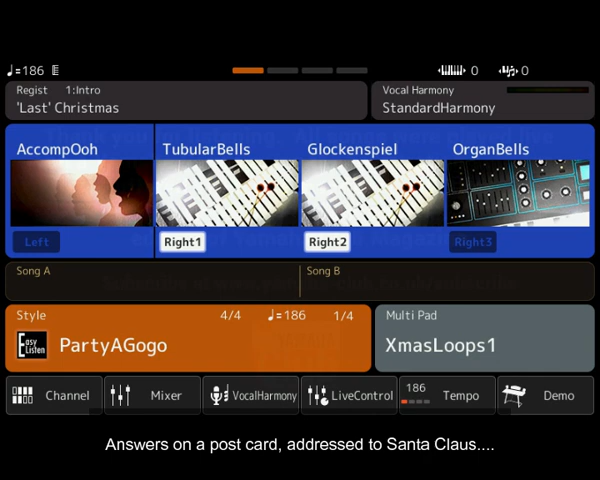 ♩=186
0
0
Regist 1:Intro
'Last' Christmas
Vocal Harmony
StandardHarmony
AccompOoh
TubularBells
Glockenspiel
OrganBells
Left
Right1
Right2
Right3
Song A
Song B
Style
4/4
♩=186
1/4
Easy
Listen
PartyAGogo
Multi Pad
XmasLoops1
Channel
Mixer
VocalHarmony
LiveControl
186
Tempo
Demo
Answers on a post card, addressed to Santa Claus....